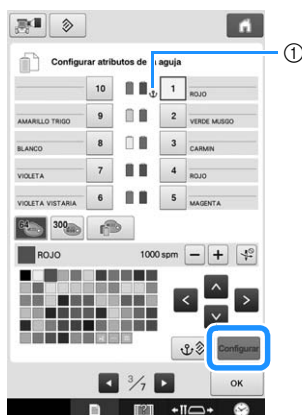 Configurar atributos de la aguja
①
10 1 ROJO
AMARILLO TRIGO 9 2 VERDE MUSGO
BLANCO 8 3 CARMIN
VIOLETA 7 4 ROJO
VIOLETA VISTARIA 6 5 MAGENTA
64 300
ROJO 1000 spm - +
Configurar
3/7 OK